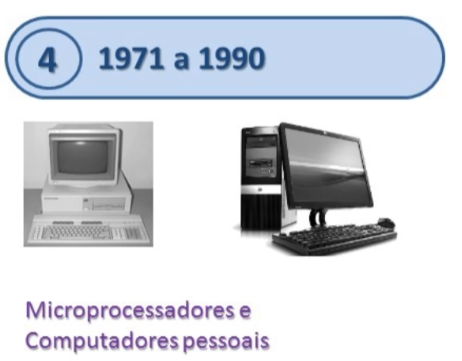 4 1971 a 1990
Microprocessadores e
Computadores pessoais